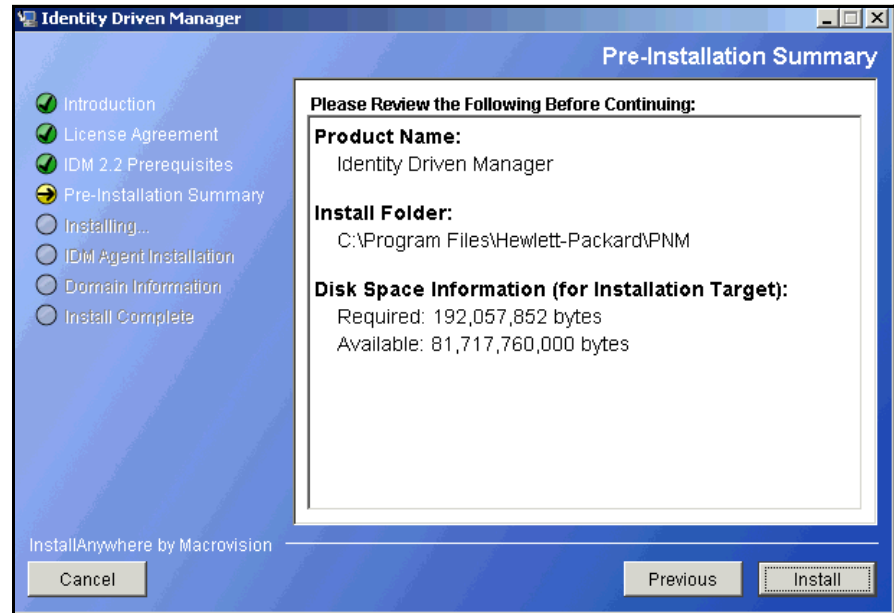 Identity Driven Manager
Pre-Installation Summary
Introduction
License Agreement
IDM 2.2 Prerequisites
Pre-Installation Summary
Installing...
IDM Agent Installation
Domain Information
Install Complete
Please Review the Following Before Continuing:
Product Name:
Identity Driven Manager
Install Folder:
C:\Program Files\Hewlett-Packard\PNM
Disk Space Information (for Installation Target):
Required: 192,057,852 bytes
Available: 81,717,760,000 bytes
InstallAnywhere by Macrovision
Cancel
Previous
Install